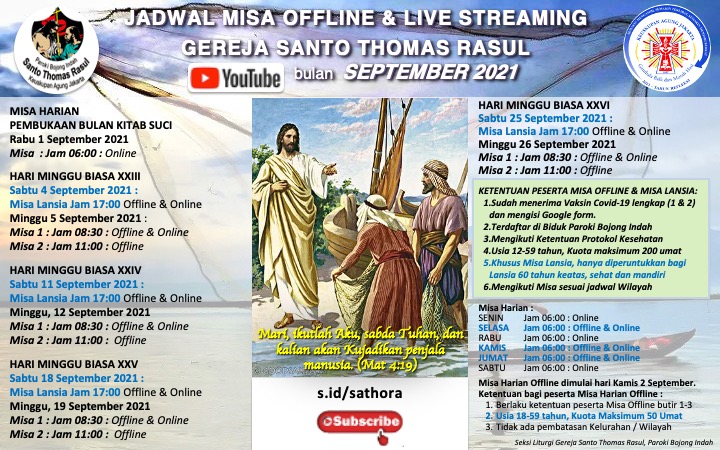 JADWAL MISA OFFLINE & LIVE STREAMING
GEREJA SANTO THOMAS RASUL
YouTube bulan SEPTEMBER 2021
Paroki Bojong Indah
Santo Thomas Rasul
Keuskupan Agung Jakarta
KEUSKUPAN AGUNG JAKARTA
MISA HARIAN
PEMBUKAAN BULAN KITAB SUCI
Rabu 1 September 2021
Misa : Jam 06:00 : Online
HARI MINGGU BIASA XXIII
Sabtu 4 September 2021 :
Misa Lansia Jam 17:00 Offline & Online
Minggu 5 September 2021 :
Misa 1 : Jam 08:30 : Offline & Online
Misa 2 : Jam 11:00 : Offline
HARI MINGGU BIASA XXIV
Sabtu 11 September 2021 :
Misa Lansia Jam 17:00 Offline & Online
Minggu, 12 September 2021
Misa 1 : Jam 08:30 : Offline & Online
Misa 2 : Jam 11:00 : Offline
HARI MINGGU BIASA XXV
Sabtu 18 September 2021 :
Misa Lansia Jam 17:00 Offline & Online
Minggu, 19 September 2021
Misa 1 : Jam 08:30 : Offline & Online
Misa 2 : Jam 11:00 : Offline
Mari, ikutlah Aku, sabda Tuhan, dan
kalian akan Kujadikan penjala
manusia. (Mat 4:19)
s.id/sathora
Subscribe
HARI MINGGU BIASA XXVI
Sabtu 25 September 2021 :
Misa Lansia Jam 17:00 Offline & Online
Minggu 26 September 2021
Misa 1 : Jam 08:30 : Offline & Online
Misa 2 : Jam 11:00 : Offline
KETENTUAN PESERTA MISA OFFLINE & MISA LANSIA:
1.Sudah menerima Vaksin Covid-19 lengkap (1 & 2)
dan mengisi Google form.
2.Terdaftar di Biduk Paroki Bojong Indah
3.Mengikuti Ketentuan Protokol Kesehatan
4.Usia 12-59 tahun, Kuota maksimum 200 umat
5.Khusus Misa Lansia, hanya diperuntukkan bagi
Lansia 60 tahun keatas, sehat dan mandiri
6.Mengikuti Misa sesuai jadwal Wilayah
Misa Harian :
SENIN Jam 06:00 : Online
SELASA Jam 06:00 : Offline & Online
RABU Jam 06:00 : Online
KAMIS Jam 06:00 : Offline & Online
JUMAT Jam 06:00 : Offline & Online
SABTU Jam 06:00 : Online
Misa Harian Offline dimulai hari Kamis 2 September.
Ketentuan bagi peserta Misa Harian Offline :
1. Berlaku ketentuan peserta Misa Offline butir 1-3
2. Usia 18-59 tahun, Kuota Maksimum 50 Umat
3. Tidak ada pembatasan Kelurahan / Wilayah
Seksi Liturgi Gereja Santo Thomas Rasul, Paroki Bojong Indah